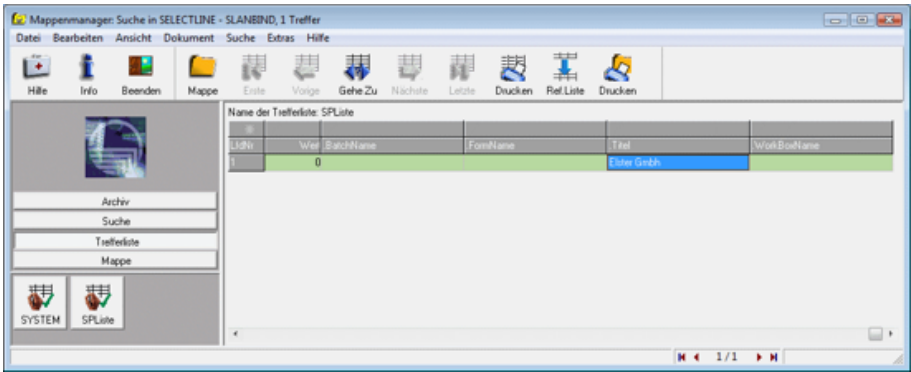 Mappenmanager: Suche in SELECTLINE - SLANBIND, 1 Treffer
Datei Bearbeiten Ansicht Dokument Suche Extras Hilfe
Hilfe Info Beenden Mappe Erste Vorige Gehe Zu Nächste Letzte Drucken Ref.Liste Drucken
Name der Trefferliste: SPListe
LfdNr Wert .BatchName .FormName .Titel .WorkBoxName
1 0 Elster Gmbh
Archiv
Suche
Trefferliste
Mappe
SYSTEM SPListe
1/1